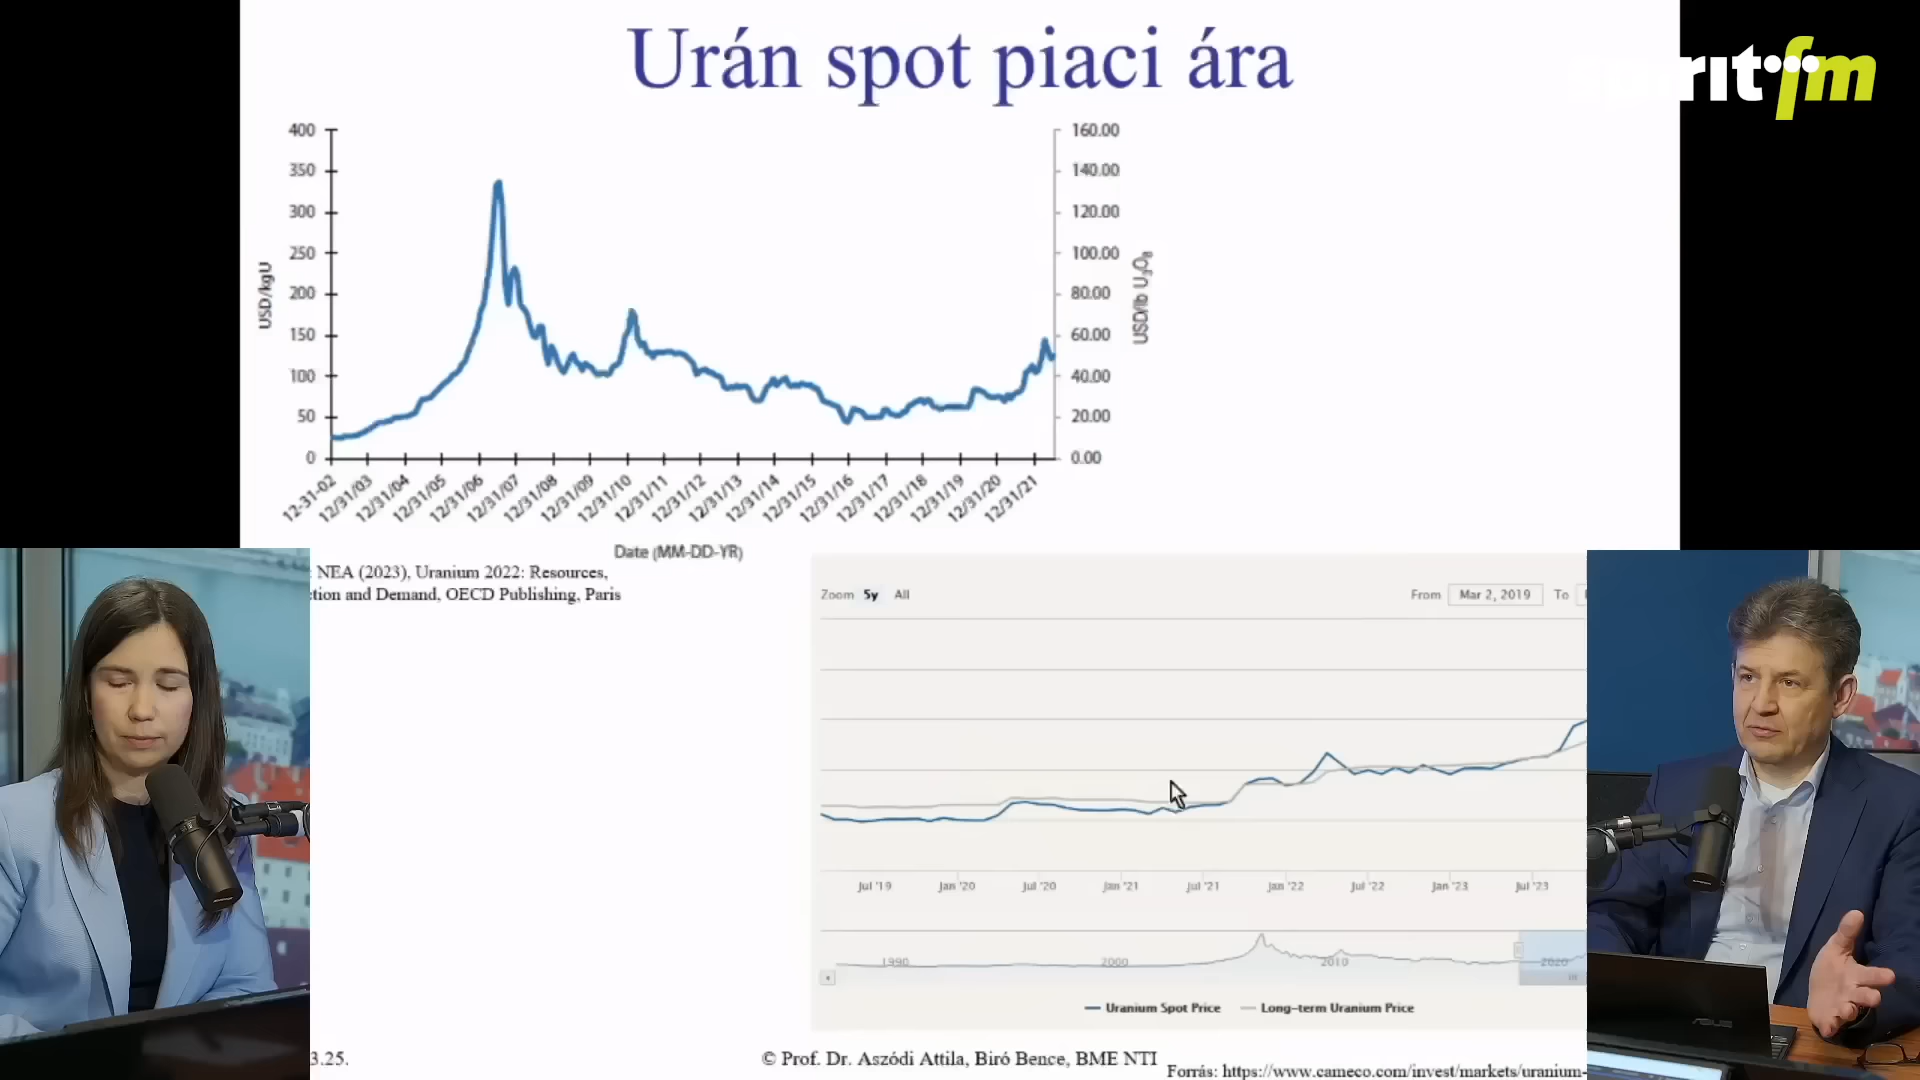 Urán spot piaci ára
rıt fm
400
350
300
250
200
150
100
50
0
USD/kgU
160.00
140.00
120.00
100.00
80.00
60.00
40.00
20.00
0.00
USD/lb U₃O₈
12-31-02 12/31/03 12/31/04 12/31/05 12/31/06 12/31/07 12/31/08 12/31/09 12/31/10 12/31/11 12/31/12 12/31/13 12/31/14 12/31/15 12/31/16 12/31/17 12/31/18 12/31/19 12/31/20 12/31/21
Date (MM-DD-YR)
: NEA (2023), Uranium 2022: Resources,
tion and Demand, OECD Publishing, Paris
Zoom 5y All From Mar 2, 2019 To
Jul '19 Jan '20 Jul '20 Jan '21 Jul '21 Jan '22 Jul '22 Jan '23 Jul '23
1990 2000 2010 2020
Uranium Spot Price Long-term Uranium Price
3.25.
© Prof. Dr. Aszódi Attila, Biró Bence, BME NTI
Forrás: https://www.cameco.com/invest/markets/uranium-
ASUS